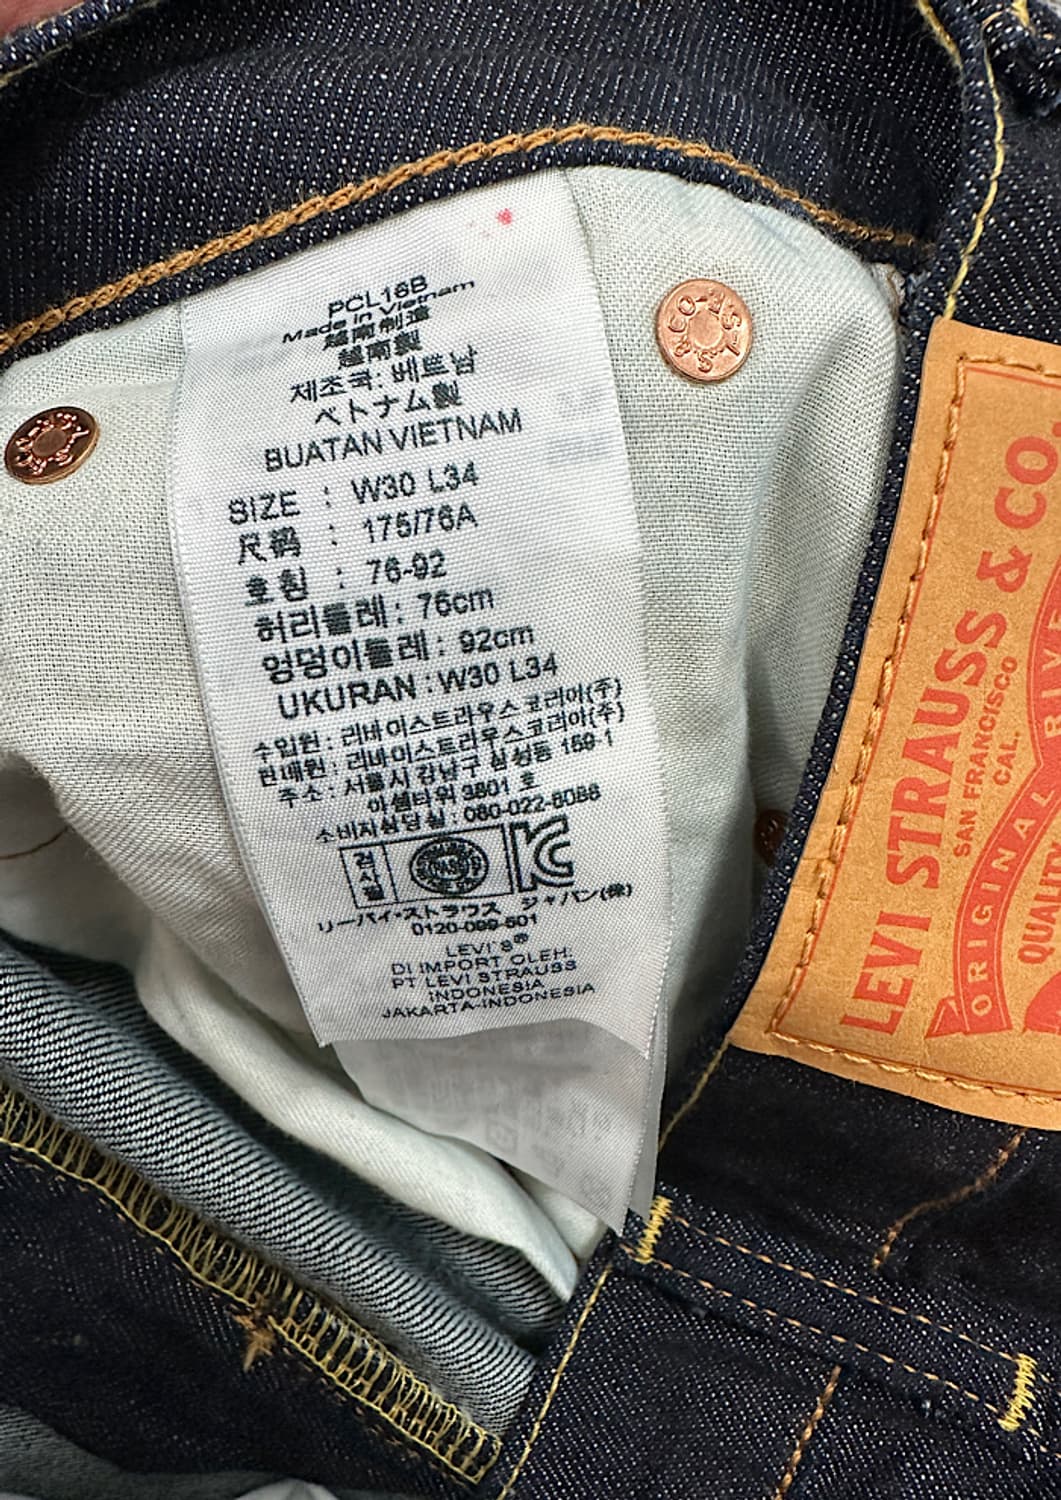 PCL16B
Made in Vietnam
越南制造
越南製
제조국: 베트남
ベトナム製
BUATAN VIETNAM
SIZE : W30 L34
尺码 : 175/76A
호칭 : 76-92
허리둘레 : 76cm
엉덩이둘레 : 92cm
UKURAN : W30 L34
수입원 : 리바이스트라우스코리아(주)
판매원 : 리바이스트라우스코리아(주)
주소 : 서울시 강남구 삼성동 159-1
아셈타워 3801 호
소비자상담실 : 080-022-8088
검사필
KC
リーバイ・ストラウス ジャパン(株)
0120-099-501
LEVI'S®
DI IMPORT OLEH:
PT LEVI STRAUSS
INDONESIA
JAKARTA-INDONESIA
L.S. & CO.
LEVI STRAUSS & CO.
SAN FRANCISCO
CAL.
ORIGINAL